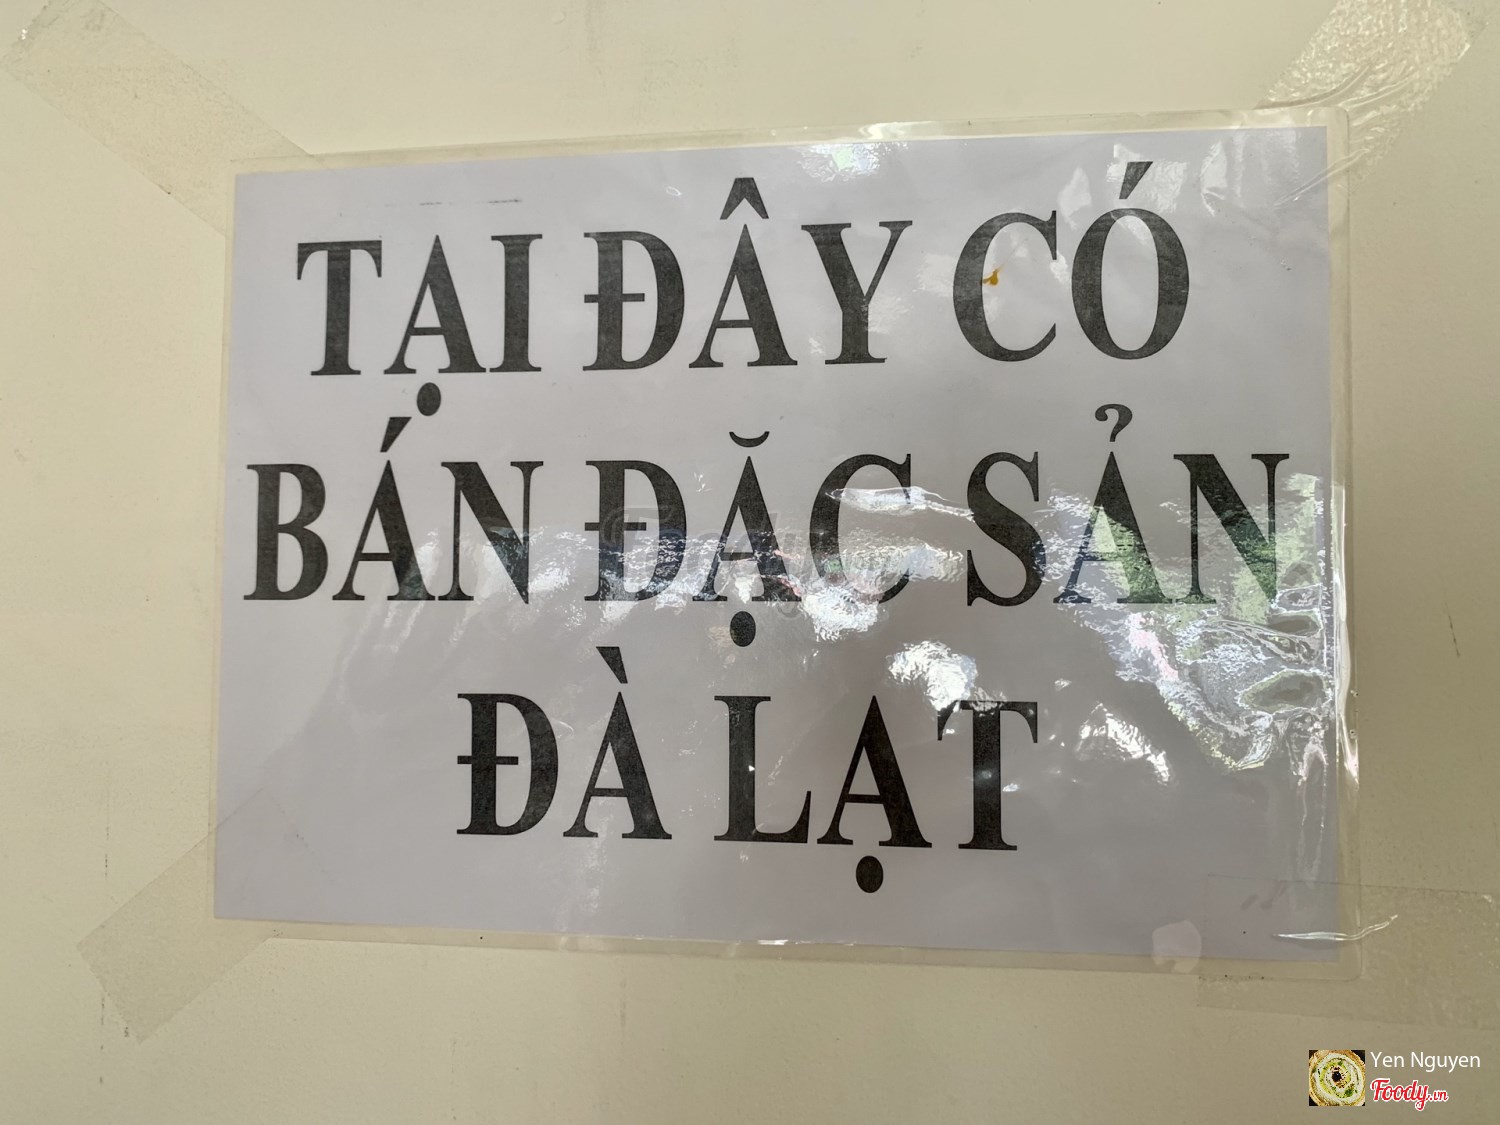 TẠI ĐÂY CÓ
BÁN ĐẶC SẢN
ĐÀ LẠT
Yen Nguyen
Foody.vn